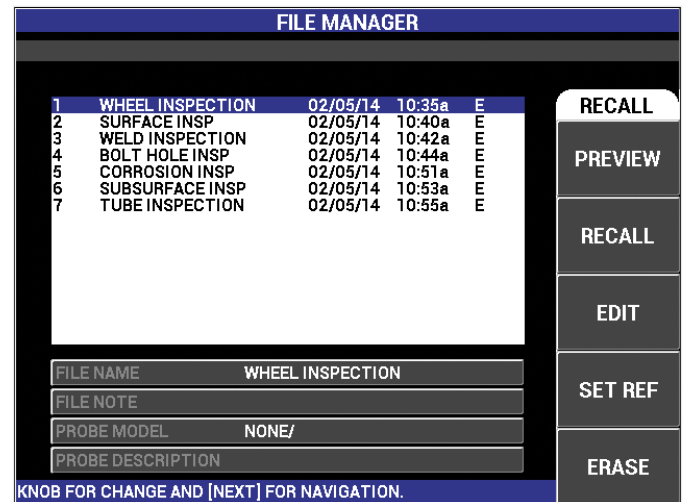 FILE MANAGER
1 WHEEL INSPECTION 02/05/14 10:35a E
2 SURFACE INSP 02/05/14 10:40a E
3 WELD INSPECTION 02/05/14 10:42a E
4 BOLT HOLE INSP 02/05/14 10:44a E
5 CORROSION INSP 02/05/14 10:51a E
6 SUBSURFACE INSP 02/05/14 10:53a E
7 TUBE INSPECTION 02/05/14 10:55a E
FILE NAME WHEEL INSPECTION
FILE NOTE
PROBE MODEL NONE/
PROBE DESCRIPTION
KNOB FOR CHANGE AND [NEXT] FOR NAVIGATION.
RECALL
PREVIEW
RECALL
EDIT
SET REF
ERASE